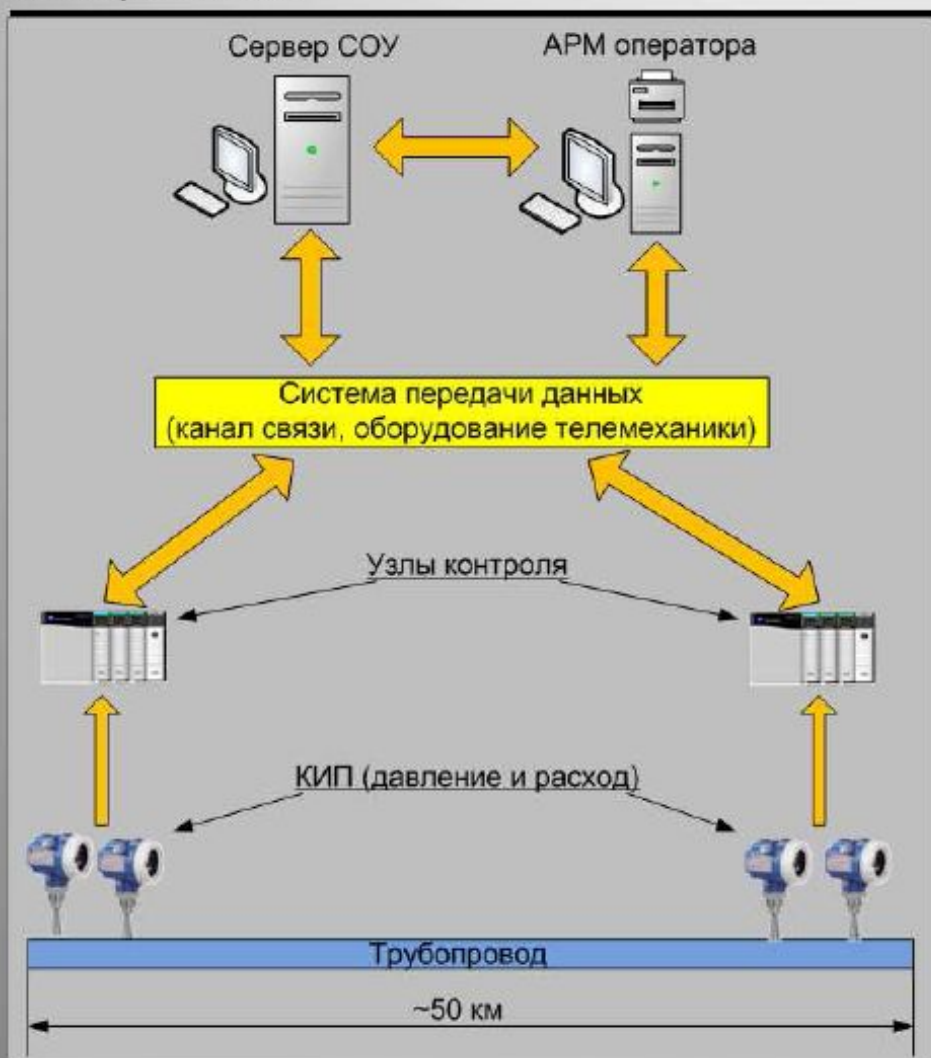 Сервер СОУ
АРМ оператора
Система передачи данных
(канал связи, оборудование телемеханики)
Узлы контроля
КИП (давление и расход)
Трубопровод
~50 км